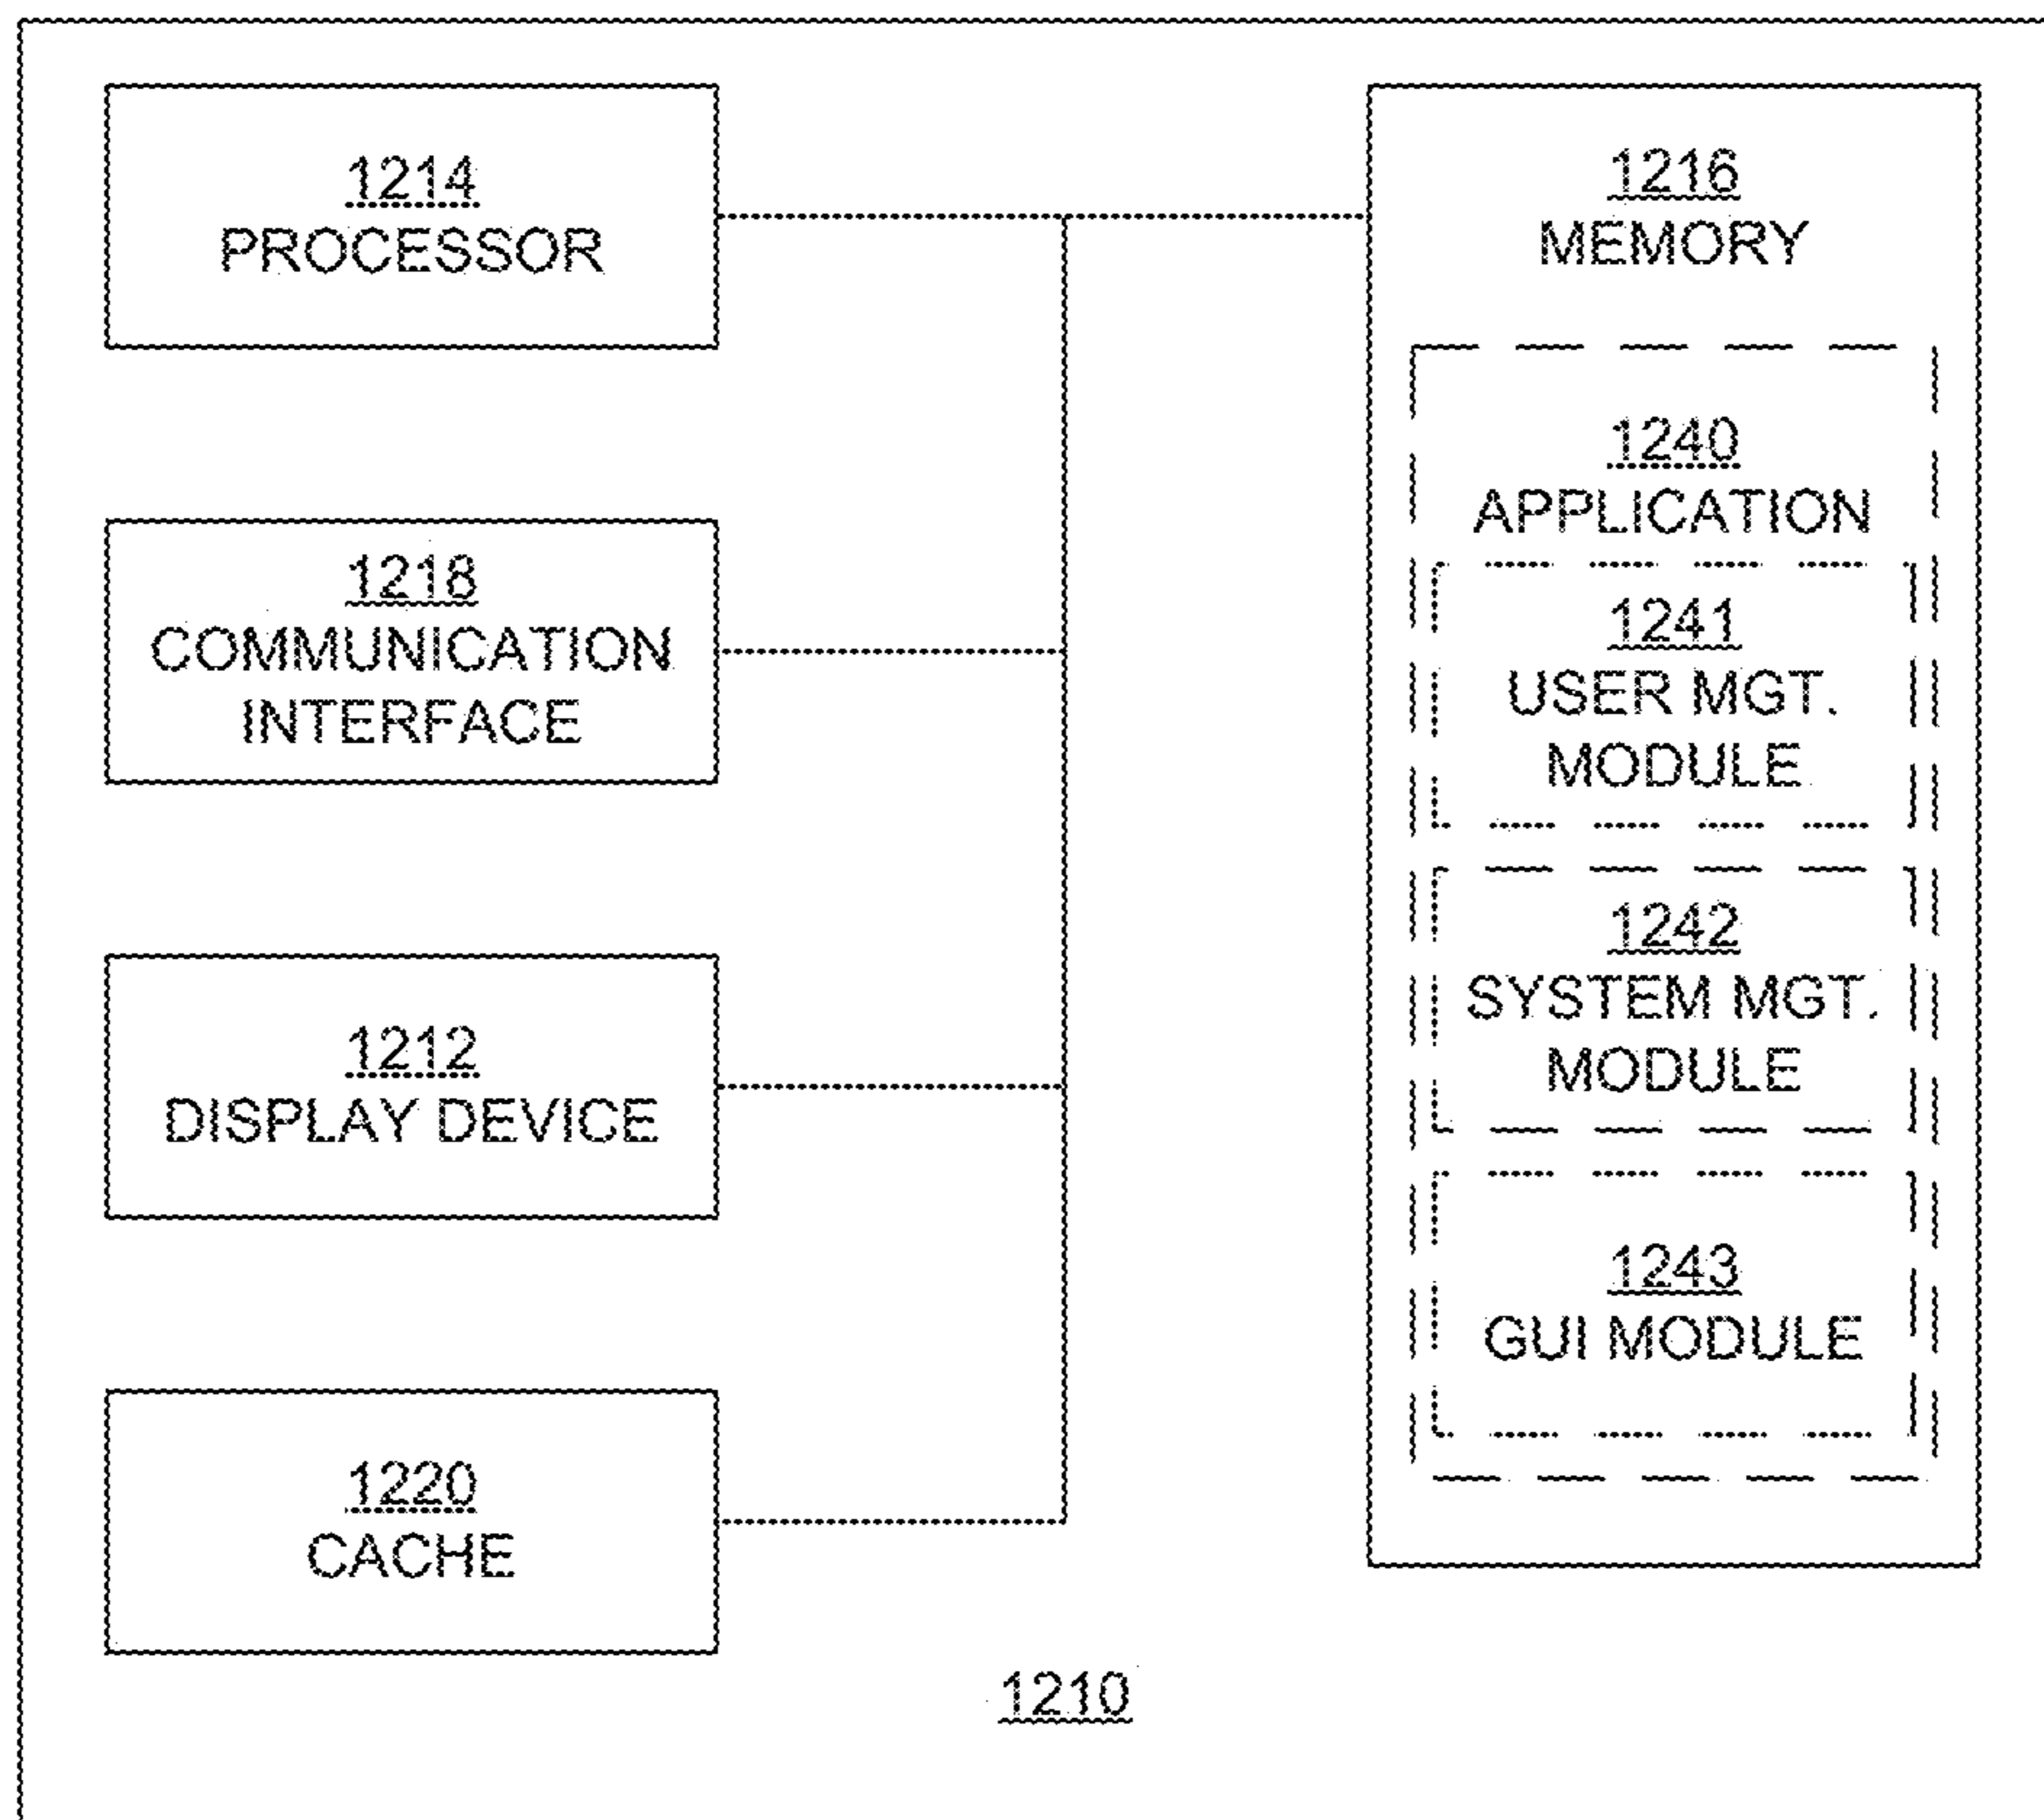 1214
PROCESSOR
1218
COMMUNICATION
INTERFACE
1212
DISPLAY DEVICE
1220
CACHE
1216
MEMORY
1240
APPLICATION
1241
USER MGT.
MODULE
1242
SYSTEM MGT.
MODULE
1243
GUI MODULE
1210